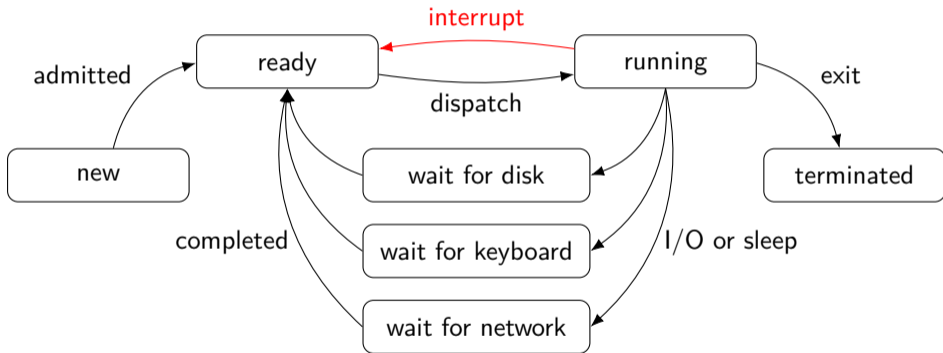 interrupt
ready
running
admitted
dispatch
exit
new
wait for disk
terminated
completed
wait for keyboard
I/O or sleep
wait for network